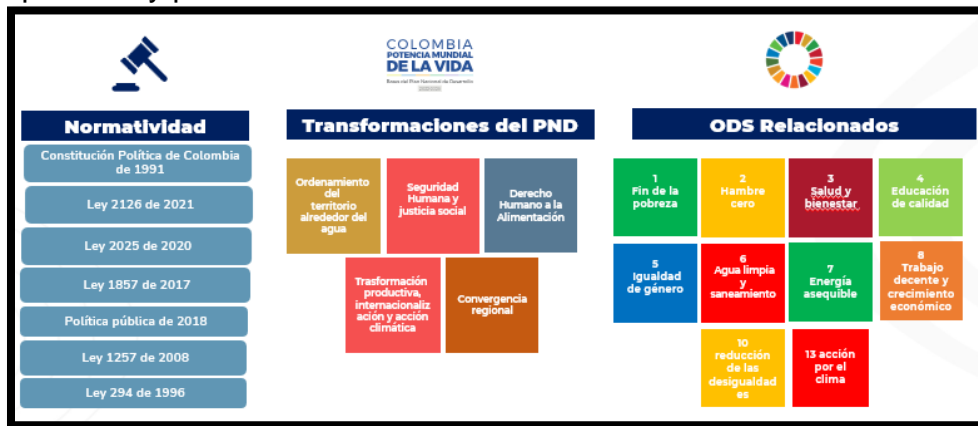 COLOMBIA
POTENCIA MUNDIAL
DE LA VIDA
Normatividad
Constitución Política de Colombia
de 1991
Ley 2126 de 2021
Ley 2025 de 2020
Ley 1857 de 2017
Política pública de 2018
Ley 1257 de 2008
Ley 294 de 1996
Transformaciones del PND
Ordenamiento
del
territorio
alrededor del
agua
Seguridad
Humana y
justicia social
Derecho
Humano a la
Alimentación
Trasformación
productiva,
internacionaliz
ación y acción
climática
Convergencia
regional
ODS Relacionados
1
Fin de la
pobreza
2
Hambre
cero
3
Salud y
bienestar
4
Educación
de calidad
5
Igualdad
de género
6
Agua limpia
y
saneamiento
7
Energía
asequible
8
Trabajo
decente y
crecimiento
económico
10
reducción
de las
desigualdad
es
13 acción
por el
clima